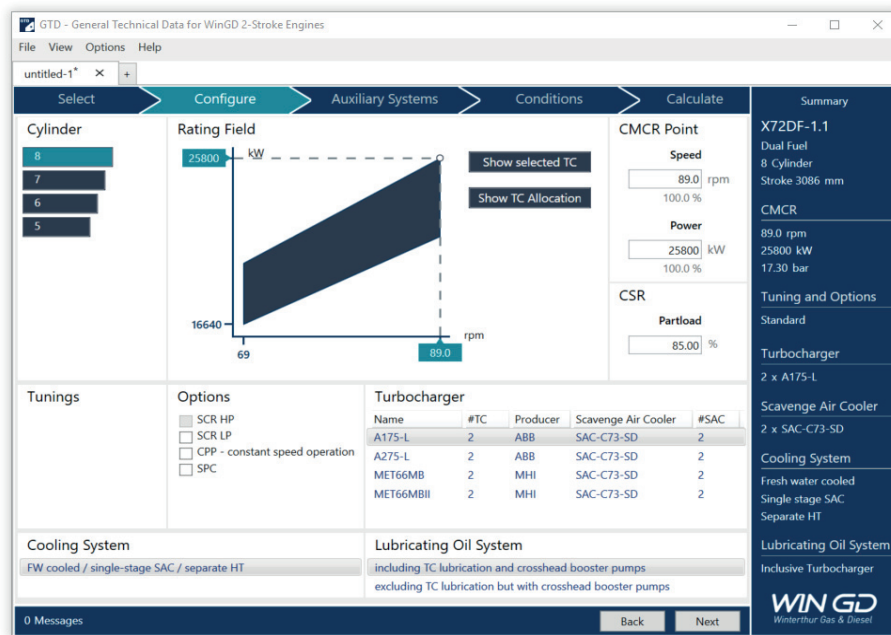 GTD - General Technical Data for WinGD 2-Stroke Engines
File View Options Help
untitled-1* × +
Select Configure Auxiliary Systems Conditions Calculate
Cylinder
8
7
6
5
Rating Field
25800 kW
16640
69
89.0
rpm
Show selected TC
Show TC Allocation
CMCR Point
Speed
89.0 rpm
100.0 %
Power
25800 kW
100.0 %
CSR
Partload
85.00 %
Tunings
Options
SCR HP
SCR LP
CPP - constant speed operation
SPC
Turbocharger
Name #TC Producer Scavenge Air Cooler #SAC
A175-L 2 ABB SAC-C73-SD 2
A275-L 2 ABB SAC-C73-SD 2
MET66MB 2 MHI SAC-C73-SD 2
MET66MBII 2 MHI SAC-C73-SD 2
Cooling System
FW cooled / single-stage SAC / separate HT
Lubricating Oil System
including TC lubrication and crosshead booster pumps
excluding TC lubrication but with crosshead booster pumps
0 Messages
Back Next
Summary
X72DF-1.1
Dual Fuel
8 Cylinder
Stroke 3086 mm
CMCR
89.0 rpm
25800 kW
17.30 bar
Tuning and Options
Standard
Turbocharger
2 x A175-L
Scavenge Air Cooler
2 x SAC-C73-SD
Cooling System
Fresh water cooled
Single stage SAC
Separate HT
Lubricating Oil System
Inclusive Turbocharger
WIN GD
Winterthur Gas & Diesel